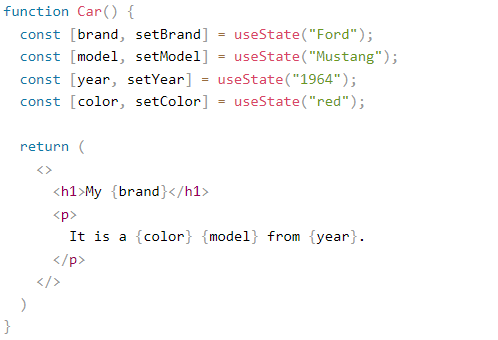 function Car() {
  const [brand, setBrand] = useState("Ford");
  const [model, setModel] = useState("Mustang");
  const [year, setYear] = useState("1964");
  const [color, setColor] = useState("red");

  return (
    <>
      <h1>My {brand}</h1>
      <p>
        It is a {color} {model} from {year}.
      </p>
    </>
  )
}